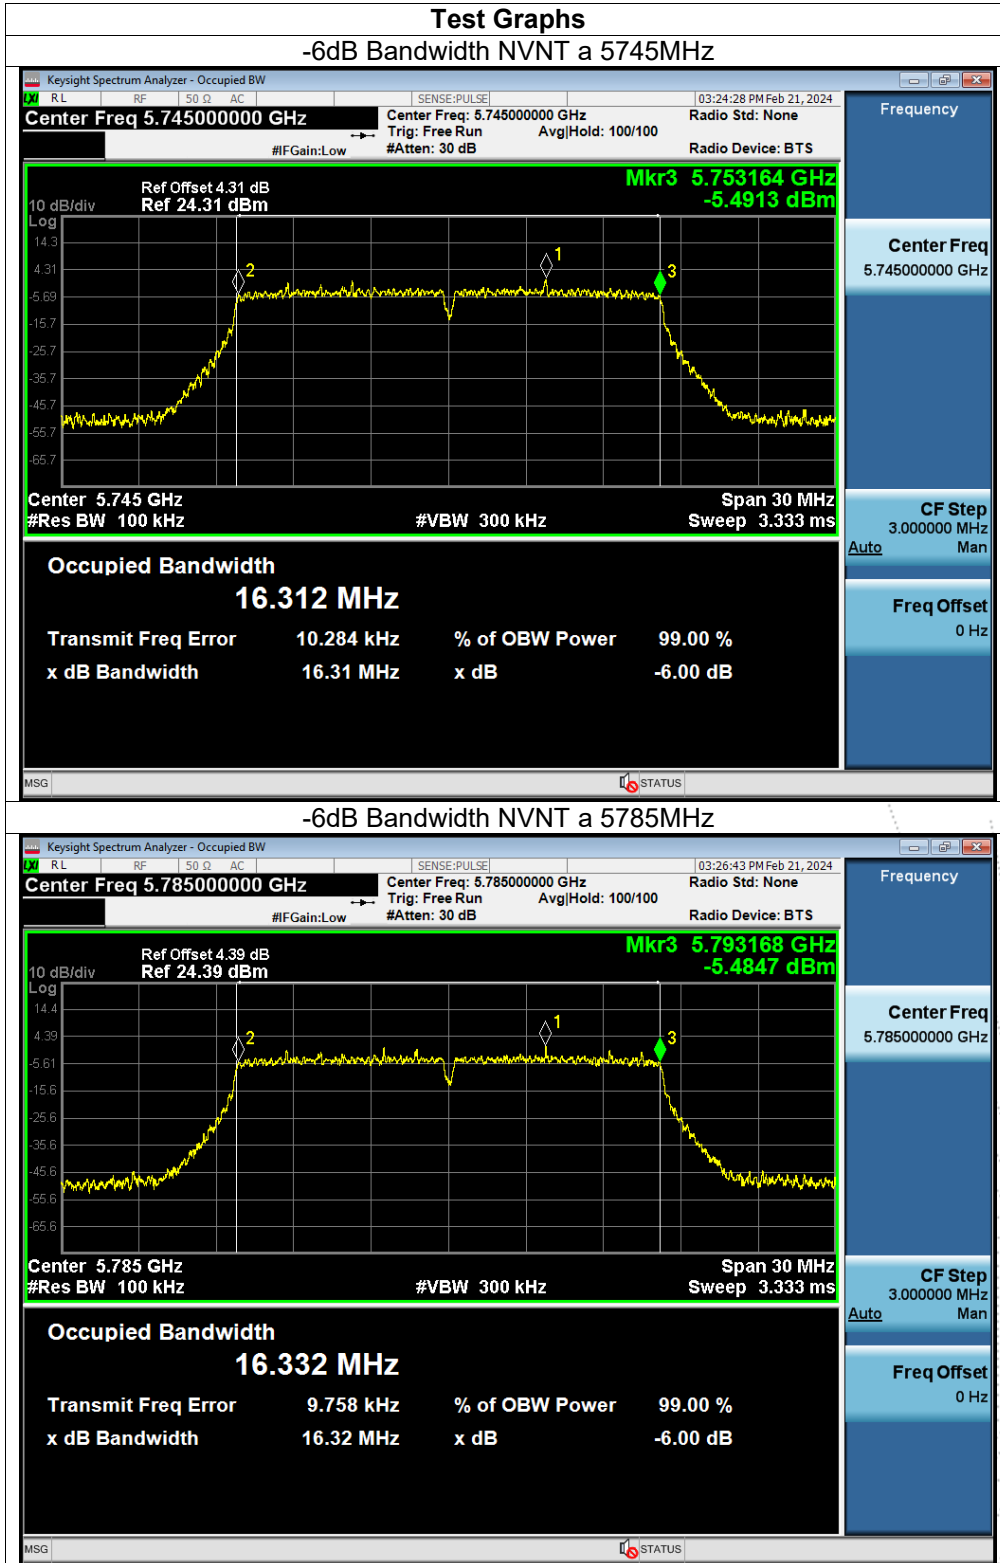 Test Graphs
-6dB Bandwidth NVNT a 5745MHz
Keysight Spectrum Analyzer - Occupied BW
LXI RL RF 50 Ω AC SENSE:PULSE 03:24:28 PM Feb 21, 2024
Center Freq 5.745000000 GHz Center Freq: 5.745000000 GHz Radio Std: None Frequency
Trig: Free Run Avg|Hold: 100/100
#IFGain:Low #Atten: 30 dB Radio Device: BTS
Mkr3 5.753164 GHz
-5.4913 dBm
Ref Offset 4.31 dB
10 dB/div Ref 24.31 dBm
Log
14.3
4.31
-5.69
-15.7
-25.7
-35.7
-45.7
-55.7
-65.7
2
1
3
Center Freq
5.745000000 GHz
Center 5.745 GHz Span 30 MHz
#Res BW 100 kHz #VBW 300 kHz Sweep 3.333 ms
CF Step
3.000000 MHz
Auto Man
Freq Offset
0 Hz
Occupied Bandwidth
16.312 MHz
Transmit Freq Error 10.284 kHz % of OBW Power 99.00 %
x dB Bandwidth 16.31 MHz x dB -6.00 dB
MSG STATUS
-6dB Bandwidth NVNT a 5785MHz
Keysight Spectrum Analyzer - Occupied BW
LXI RL RF 50 Ω AC SENSE:PULSE 03:26:43 PM Feb 21, 2024
Center Freq 5.785000000 GHz Center Freq: 5.785000000 GHz Radio Std: None Frequency
Trig: Free Run Avg|Hold: 100/100
#IFGain:Low #Atten: 30 dB Radio Device: BTS
Mkr3 5.793168 GHz
-5.4847 dBm
Ref Offset 4.39 dB
10 dB/div Ref 24.39 dBm
Log
14.4
4.39
-5.61
-15.6
-25.6
-35.6
-45.6
-55.6
-65.6
2
1
3
Center Freq
5.785000000 GHz
Center 5.785 GHz Span 30 MHz
#Res BW 100 kHz #VBW 300 kHz Sweep 3.333 ms
CF Step
3.000000 MHz
Auto Man
Freq Offset
0 Hz
Occupied Bandwidth
16.332 MHz
Transmit Freq Error 9.758 kHz % of OBW Power 99.00 %
x dB Bandwidth 16.32 MHz x dB -6.00 dB
MSG STATUS